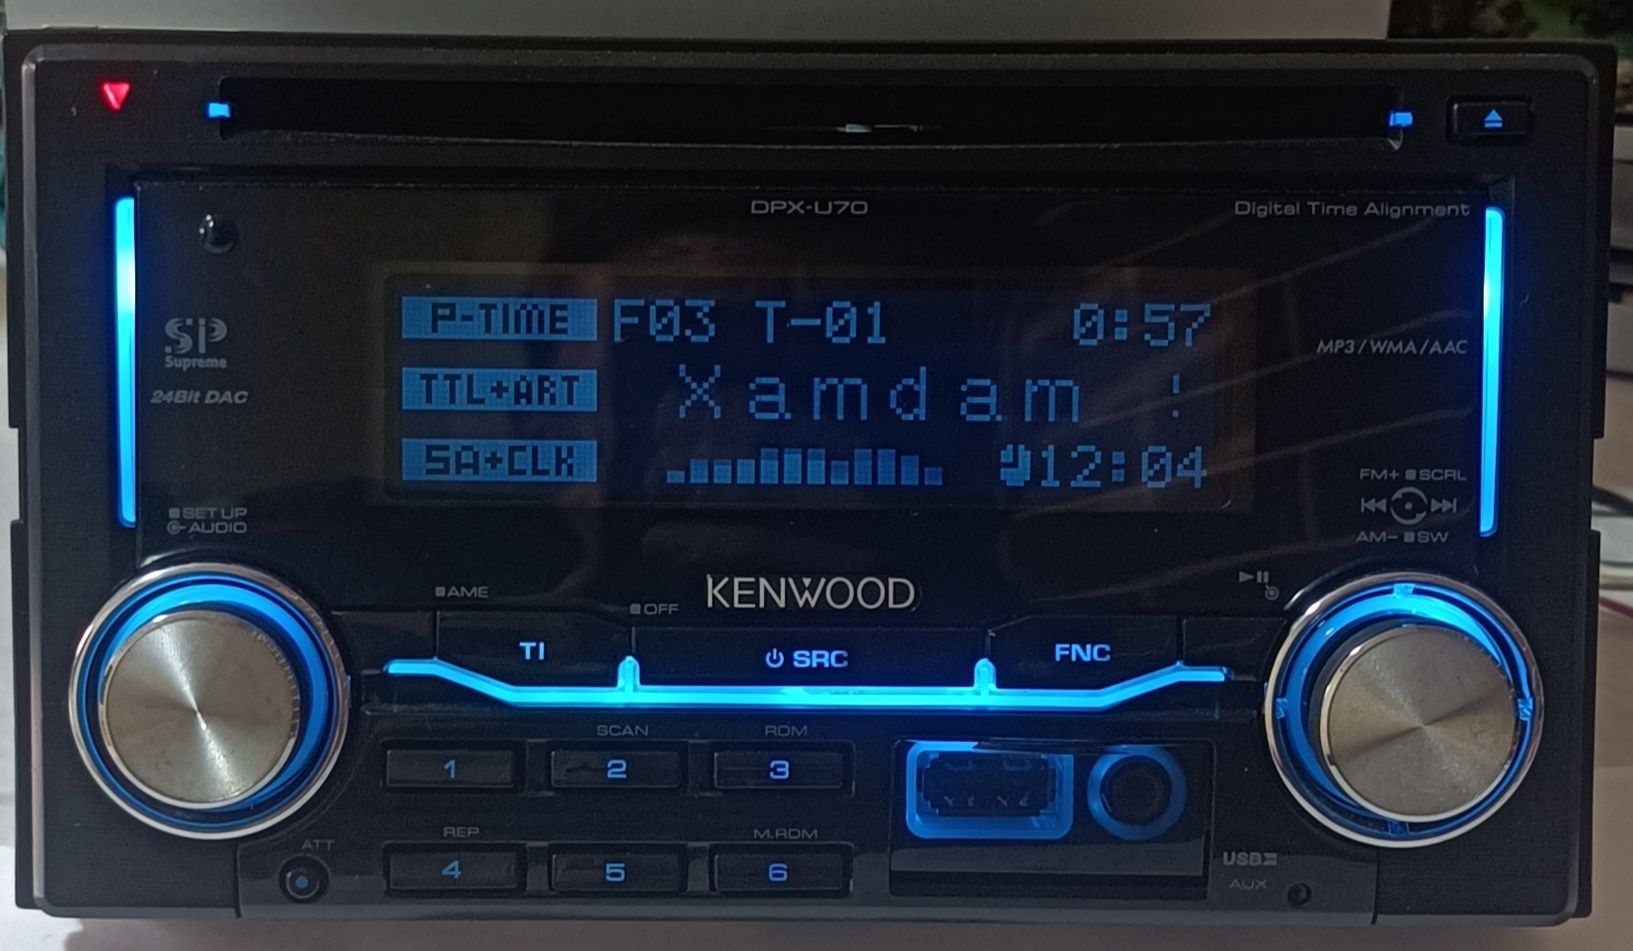 DPX-U70
Digital Time Alignment
P-TIME F03 T-01 0:57
SP
Supreme
MP3/WMA/AAC
TTL+ART Xamdam !
24Bit DAC
SA+CLK 12:04
FM+ SCRL
AM- SW
SET UP
AUDIO
AME
OFF
KENWOOD
TI
SRC
FNC
SCAN
RDM
1 2 3
REP
M.RDM
ATT
4 5 6
USB
AUX